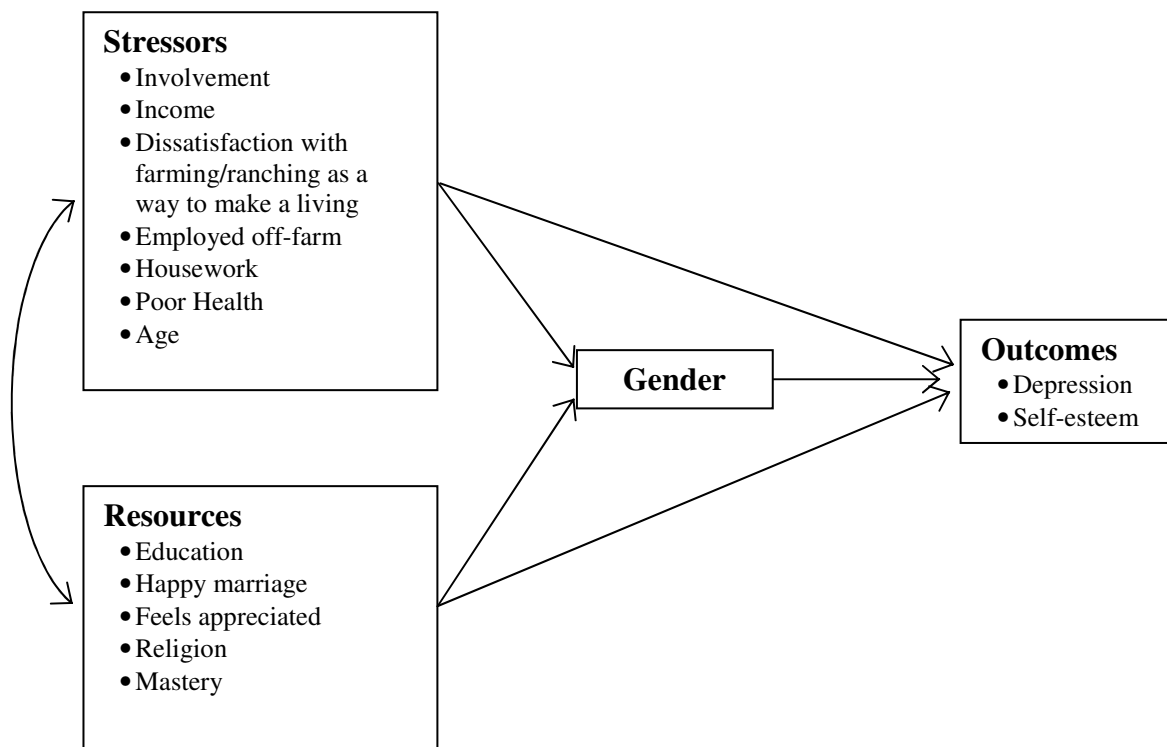 Stressors
• Involvement
• Income
• Dissatisfaction with
farming/ranching as a
way to make a living
• Employed off-farm
• Housework
• Poor Health
• Age
Gender
Outcomes
• Depression
• Self-esteem
Resources
• Education
• Happy marriage
• Feels appreciated
• Religion
• Mastery